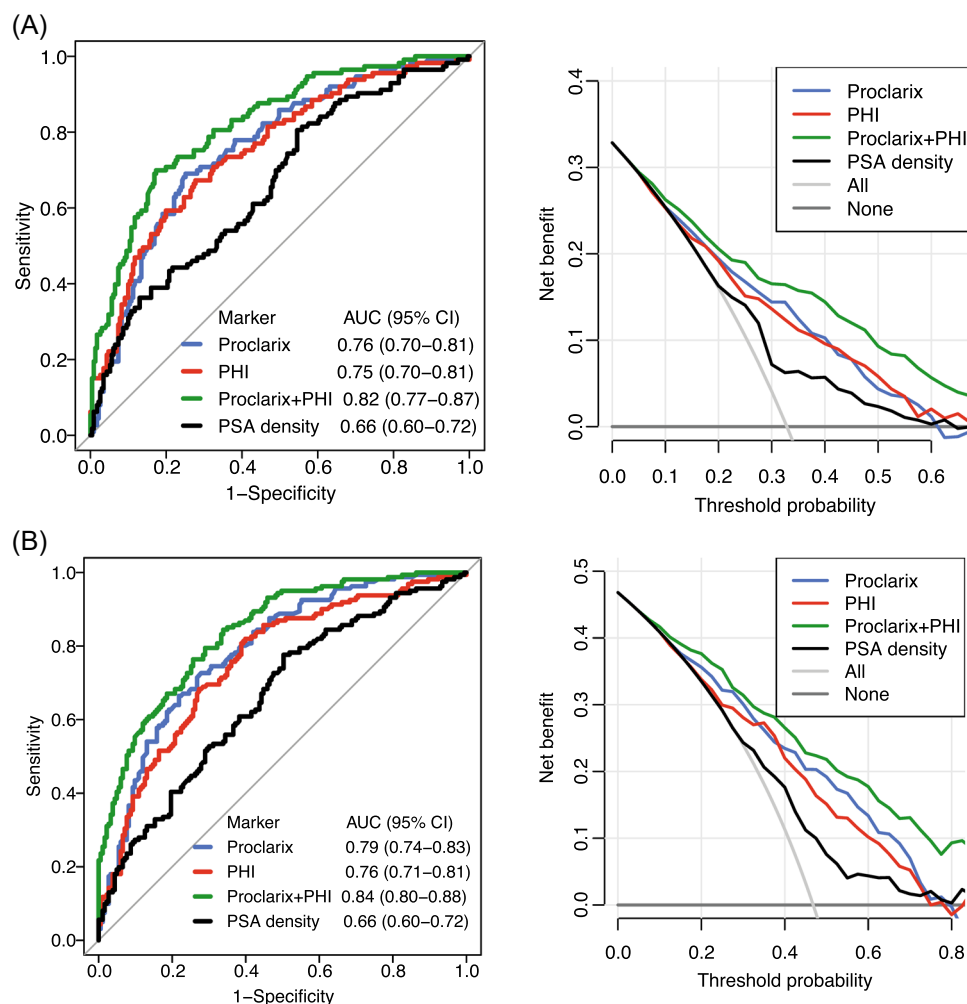 (A)
1.0
0.8
0.6
0.4
0.2
0.0
Sensitivity
Marker AUC (95% CI)
Proclarix 0.76 (0.70–0.81)
PHI 0.75 (0.70–0.81)
Proclarix+PHI 0.82 (0.77–0.87)
PSA density 0.66 (0.60–0.72)
0.0 0.2 0.4 0.6 0.8 1.0
1–Specificity
0.4
0.3
0.2
0.1
0.0
Net benefit
Proclarix
PHI
Proclarix+PHI
PSA density
All
None
0.0 0.1 0.2 0.3 0.4 0.5 0.6
Threshold probability
(B)
1.0
0.8
0.6
0.4
0.2
0.0
Sensitivity
Marker AUC (95% CI)
Proclarix 0.79 (0.74–0.83)
PHI 0.76 (0.71–0.81)
Proclarix+PHI 0.84 (0.80–0.88)
PSA density 0.66 (0.60–0.72)
0.0 0.2 0.4 0.6 0.8 1.0
1–Specificity
0.5
0.4
0.3
0.2
0.1
0.0
Net benefit
Proclarix
PHI
Proclarix+PHI
PSA density
All
None
0.0 0.2 0.4 0.6 0.8
Threshold probability